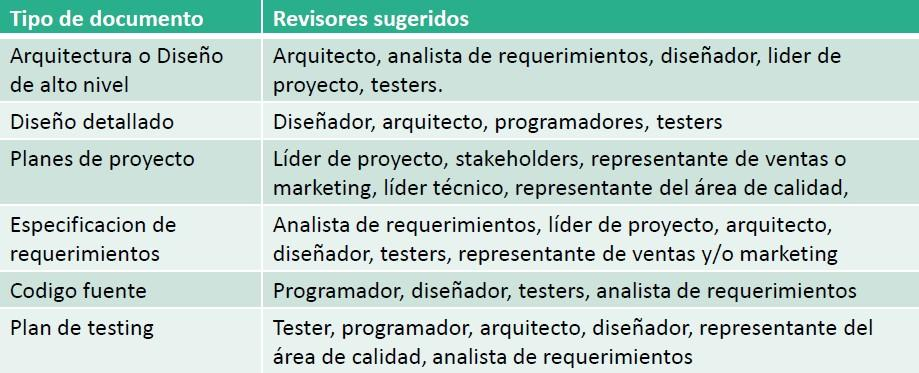 Tipo de documento
Revisores sugeridos
Arquitectura o Diseño
de alto nivel
Arquitecto, analista de requerimientos, diseñador, lider de
proyecto, testers.
Diseño detallado
Diseñador, arquitecto, programadores, testers
Planes de proyecto
Líder de proyecto, stakeholders, representante de ventas o
marketing, líder técnico, representante del área de calidad,
Especificacion de
requerimientos
Analista de requerimientos, líder de proyecto, arquitecto,
diseñador, testers, representante de ventas y/o marketing
Codigo fuente
Programador, diseñador, testers, analista de requerimientos
Plan de testing
Tester, programador, arquitecto, diseñador, representante del
área de calidad, analista de requerimientos